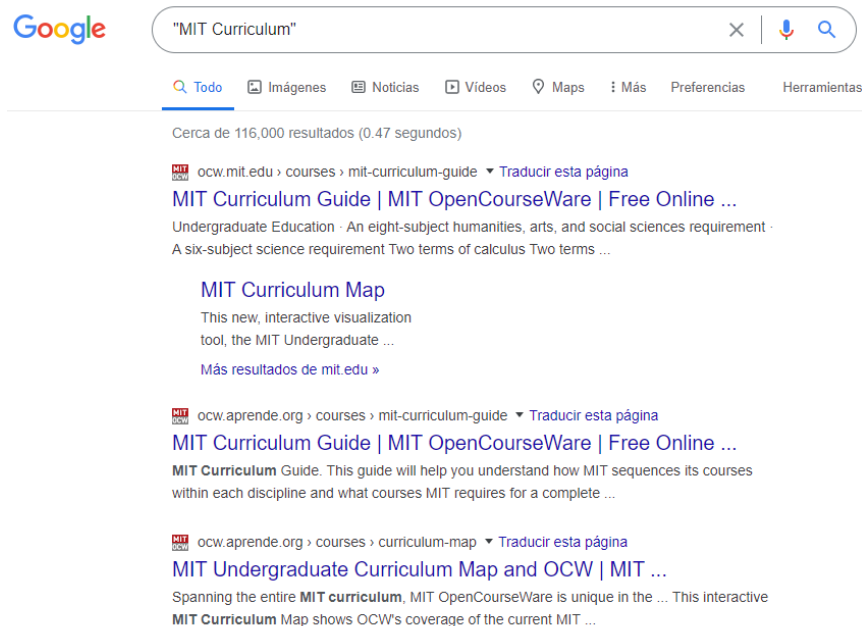 Google
"MIT Curriculum"
Todo Imágenes Noticias Vídeos Maps Más Preferencias Herramientas
Cerca de 116,000 resultados (0.47 segundos)
MIT OCW ocw.mit.edu › courses › mit-curriculum-guide ▼ Traducir esta página
MIT Curriculum Guide | MIT OpenCourseWare | Free Online ...
Undergraduate Education · An eight-subject humanities, arts, and social sciences requirement ·
A six-subject science requirement Two terms of calculus Two terms ...
MIT Curriculum Map
This new, interactive visualization
tool, the MIT Undergraduate ...
Más resultados de mit.edu »
MIT OCW ocw.aprende.org › courses › mit-curriculum-guide ▼ Traducir esta página
MIT Curriculum Guide | MIT OpenCourseWare | Free Online ...
MIT Curriculum Guide. This guide will help you understand how MIT sequences its courses
within each discipline and what courses MIT requires for a complete ...
MIT OCW ocw.aprende.org › courses › curriculum-map ▼ Traducir esta página
MIT Undergraduate Curriculum Map and OCW | MIT ...
Spanning the entire MIT curriculum, MIT OpenCourseWare is unique in the ... This interactive
MIT Curriculum Map shows OCW's coverage of the current MIT ...